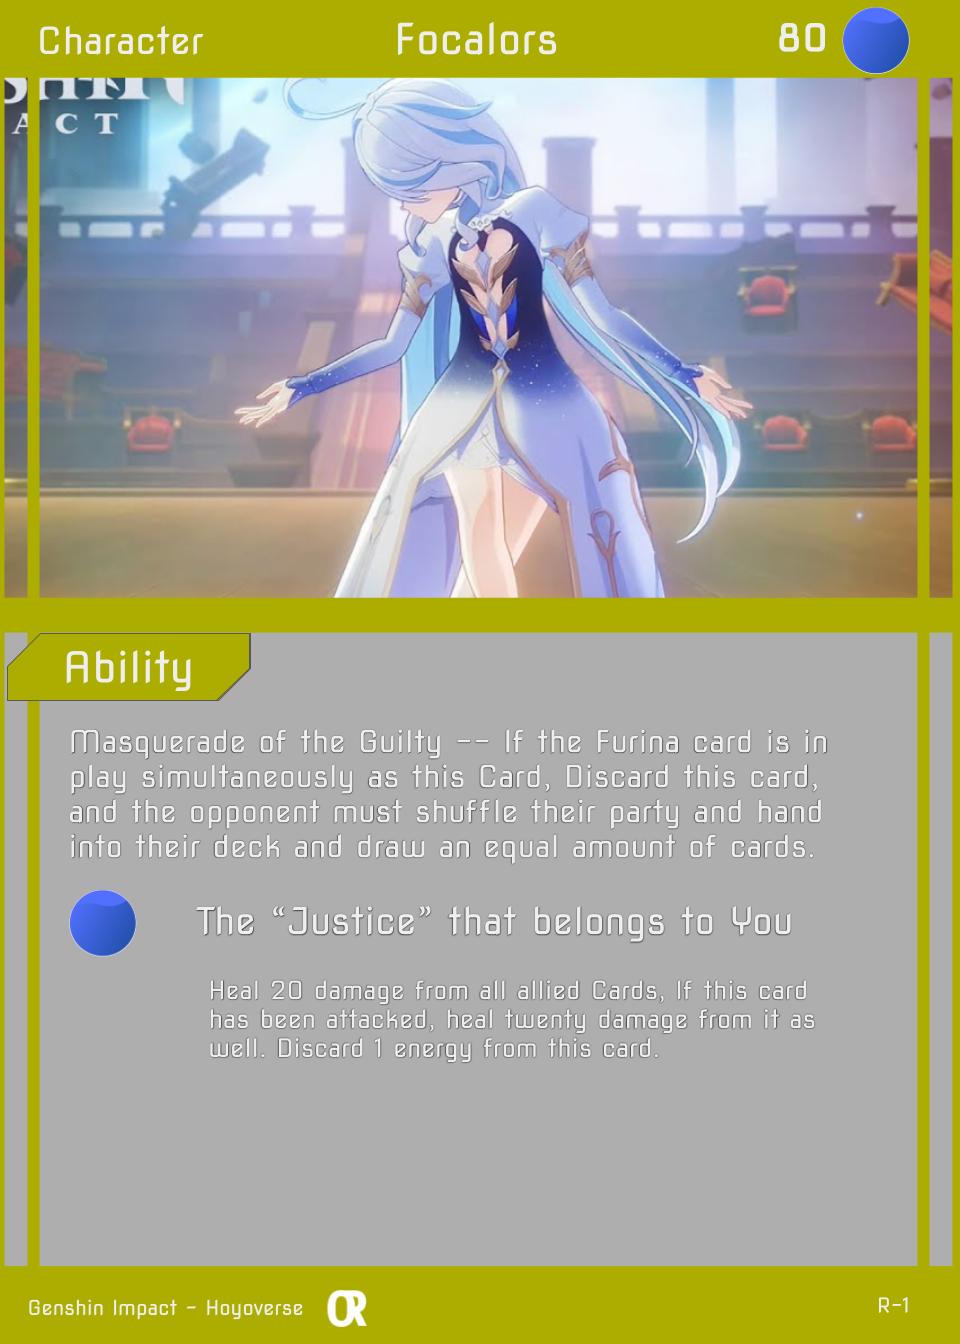 Character
Focalors
80
ACT
Ability
Masquerade of the Guilty -- If the Furina card is in
play simultaneously as this Card, Discard this card,
and the opponent must shuffle their party and hand
into their deck and draw an equal amount of cards.
The “Justice” that belongs to You
Heal 20 damage from all allied Cards, If this card
has been attacked, heal twenty damage from it as
well. Discard 1 energy from this card.
Genshin Impact - Hoyoverse
OR
R-1